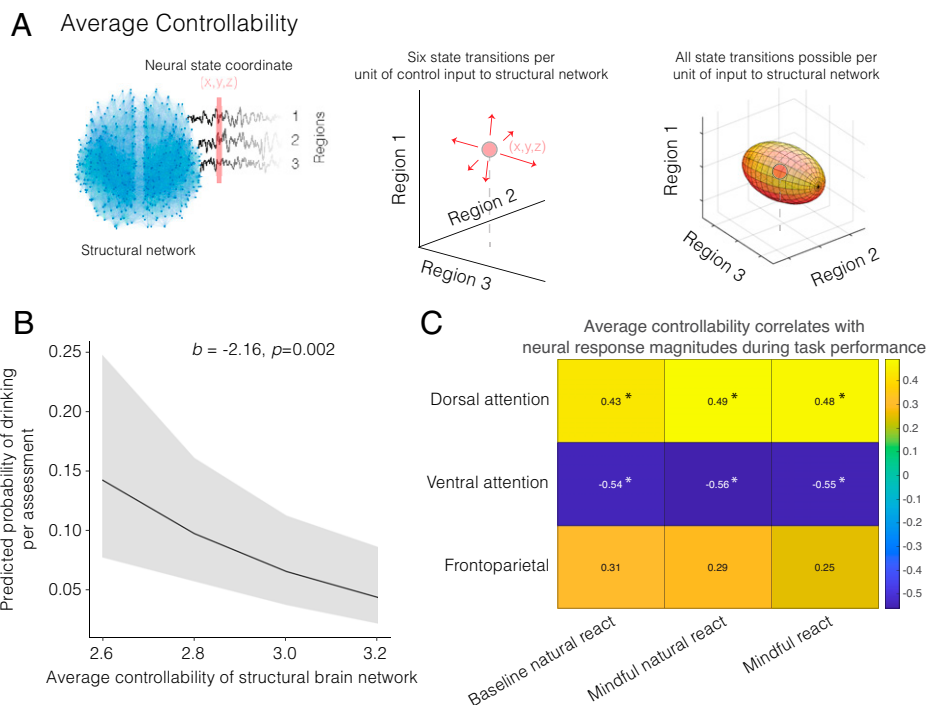 A Average Controllability
Neural state coordinate
(x,y,z)
1
2
3
Regions
Structural network
Six state transitions per
unit of control input to structural network
Region 1
(x,y,z)
Region 2
Region 3
All state transitions possible per
unit of input to structural network
Region 1
Region 3
Region 2
B
b = -2.16, p=0.002
Predicted probability of drinking
per assessment
0.25
0.20
0.15
0.10
0.05
2.6 2.8 3.0 3.2
Average controllability of structural brain network
C
Average controllability correlates with
neural response magnitudes during task performance
Dorsal attention 0.43 * 0.49 * 0.48 *
Ventral attention -0.54 * -0.56 * -0.55 *
Frontoparietal 0.31 0.29 0.25
Baseline natural react
Mindful natural react
Mindful react
0.4
0.3
0.2
0.1
0
-0.1
-0.2
-0.3
-0.4
-0.5